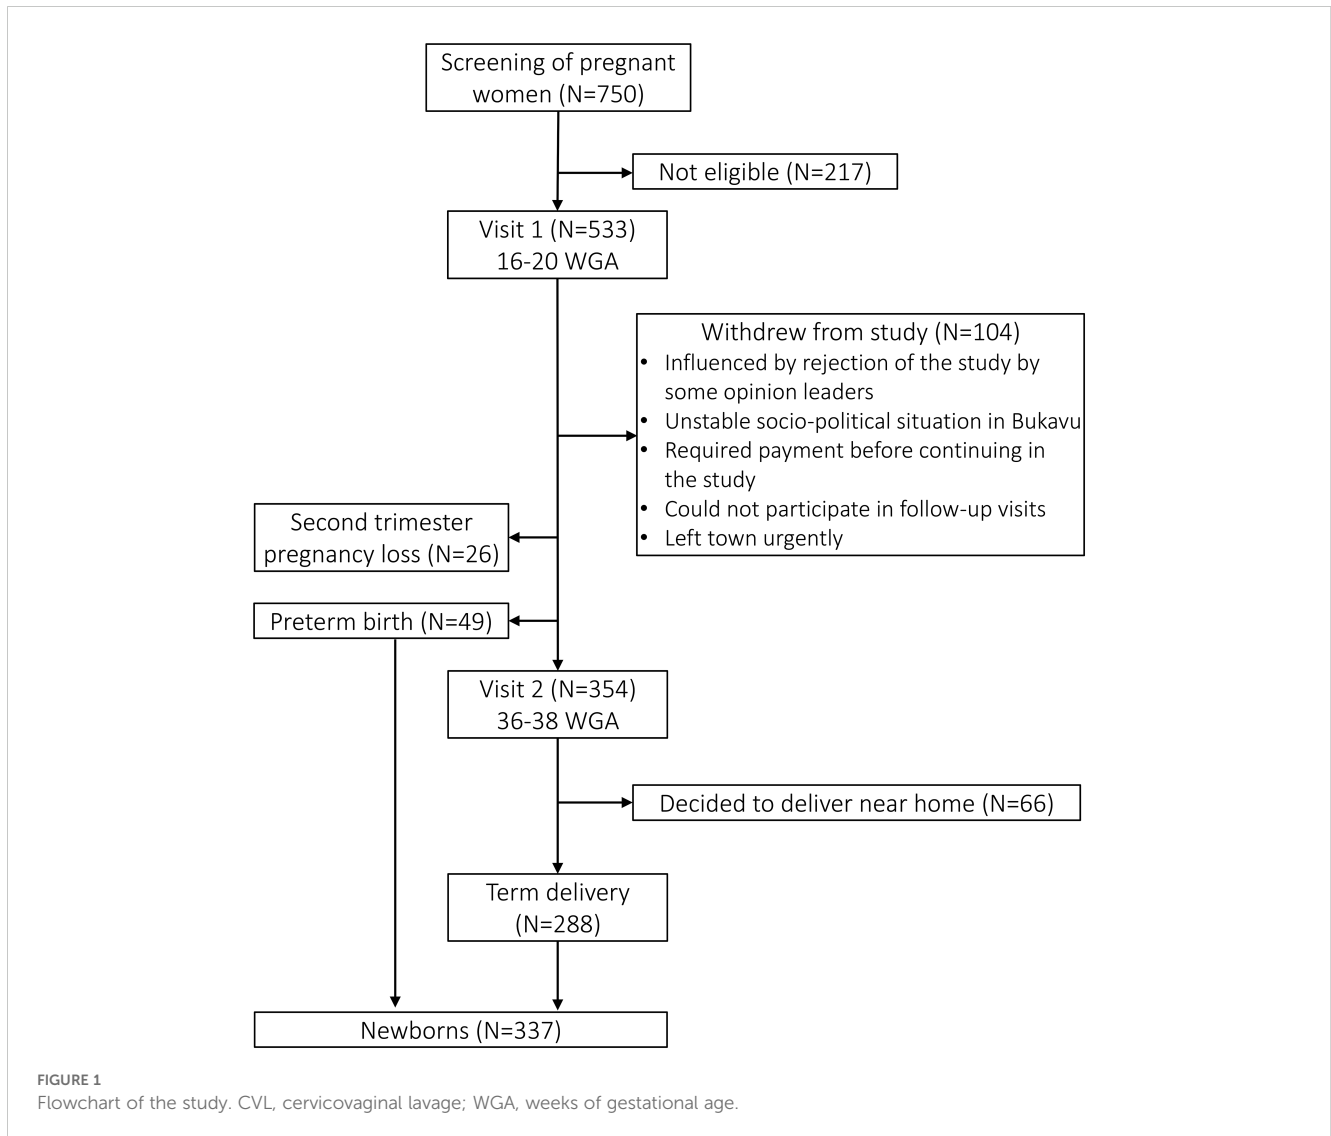 Screening of pregnant
women (N=750)
Not eligible (N=217)
Visit 1 (N=533)
16-20 WGA
Withdrew from study (N=104)
• Influenced by rejection of the study by
some opinion leaders
• Unstable socio-political situation in Bukavu
• Required payment before continuing in
the study
• Could not participate in follow-up visits
• Left town urgently
Second trimester
pregnancy loss (N=26)
Preterm birth (N=49)
Visit 2 (N=354)
36-38 WGA
Decided to deliver near home (N=66)
Term delivery
(N=288)
Newborns (N=337)
FIGURE 1
Flowchart of the study. CVL, cervicovaginal lavage; WGA, weeks of gestational age.